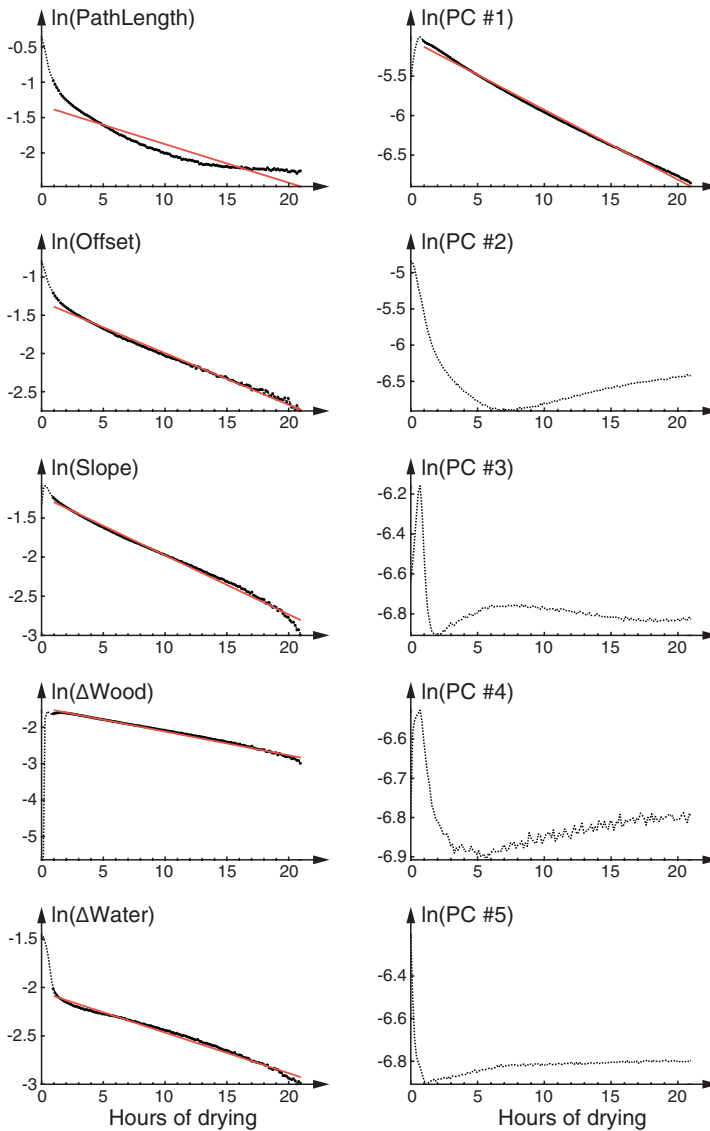 ln(PathLength)
-0.5
-1
-1.5
-2
0 5 10 15 20
ln(PC #1)
-5.5
-6
-6.5
0 5 10 15 20
ln(Offset)
-1
-1.5
-2
-2.5
0 5 10 15 20
ln(PC #2)
-5
-5.5
-6
-6.5
0 5 10 15 20
ln(Slope)
-1.5
-2
-2.5
-3
0 5 10 15 20
ln(PC #3)
-6.2
-6.4
-6.6
-6.8
0 5 10 15 20
ln(ΔWood)
-2
-3
-4
-5
0 5 10 15 20
ln(PC #4)
-6.6
-6.7
-6.8
-6.9
0 5 10 15 20
ln(ΔWater)
-1.5
-2
-2.5
-3
0 5 10 15 20
Hours of drying
ln(PC #5)
-6.4
-6.6
-6.8
0 5 10 15 20
Hours of drying